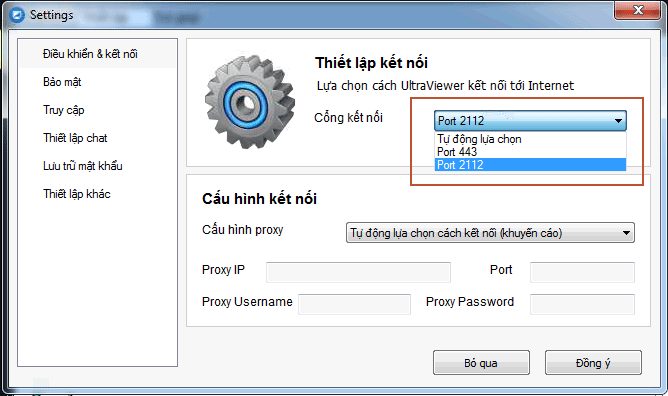 Settings
Điều khiển & kết nối
Bảo mật
Truy cập
Thiết lập chat
Lưu trữ mật khẩu
Thiết lập khác
Thiết lập kết nối
Lựa chọn cách UltraViewer kết nối tới Internet
Cổng kết nối
Port 2112
Tự động lựa chọn
Port 443
Port 2112
Cấu hình kết nối
Cấu hình proxy
Tự động lựa chọn cách kết nối (khuyến cáo)
Proxy IP
Port
Proxy Username
Proxy Password
Bỏ qua
Đồng ý